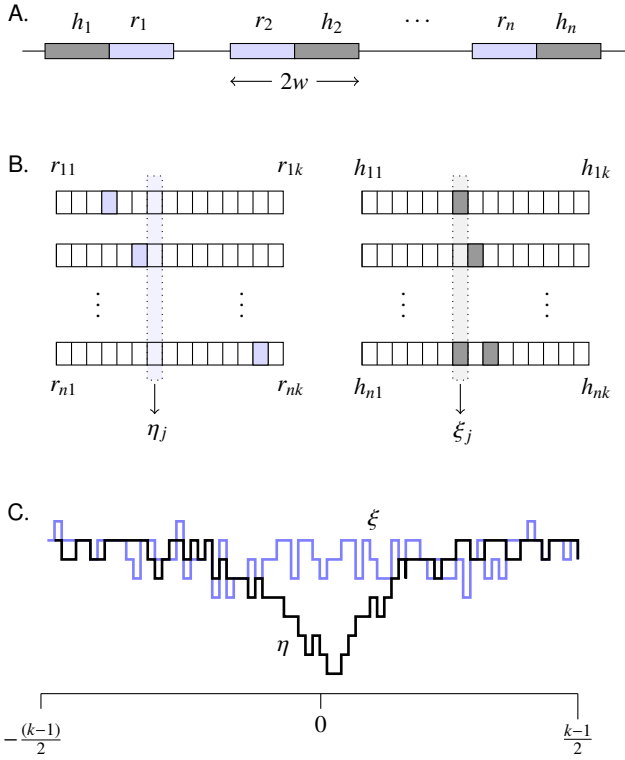 A.
h₁ r₁ r₂ h₂ ⋯ rₙ hₙ
2w
B.
r₁₁ r₁ₖ h₁₁ h₁ₖ
⋮ ⋮ ⋮ ⋮
rₙ₁ rₙₖ hₙ₁ hₙₖ
ηⱼ ξⱼ
C.
ξ
η
−(k−1)/2 0 k−1/2